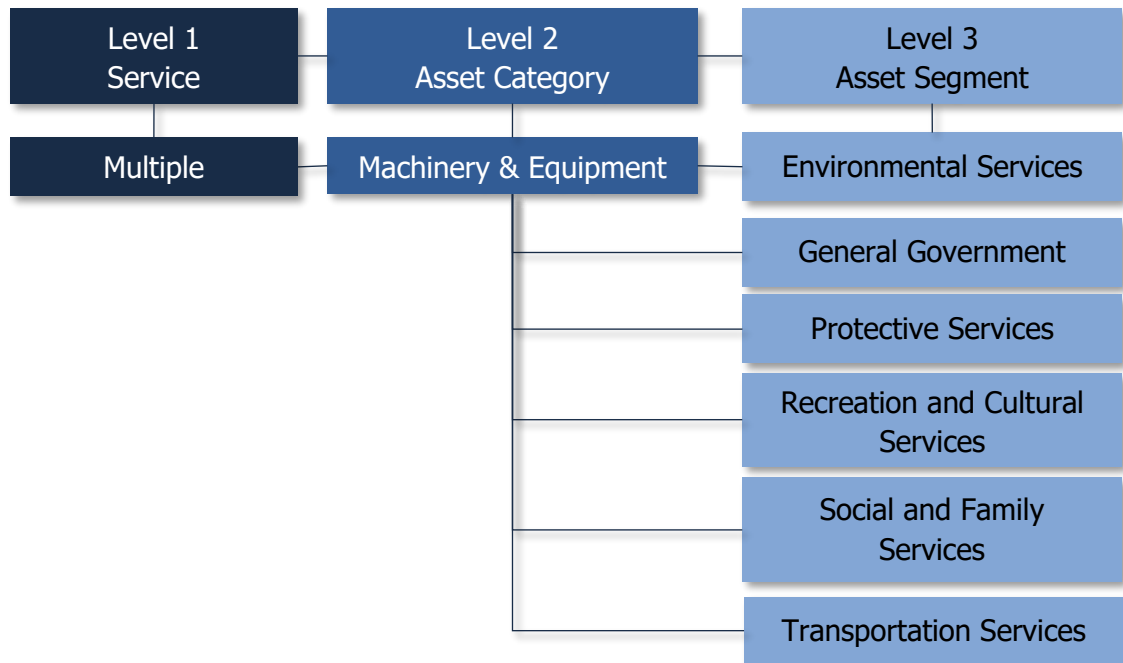 Level 1
Service
Level 2
Asset Category
Level 3
Asset Segment
Multiple
Machinery & Equipment
Environmental Services
General Government
Protective Services
Recreation and Cultural
Services
Social and Family
Services
Transportation Services